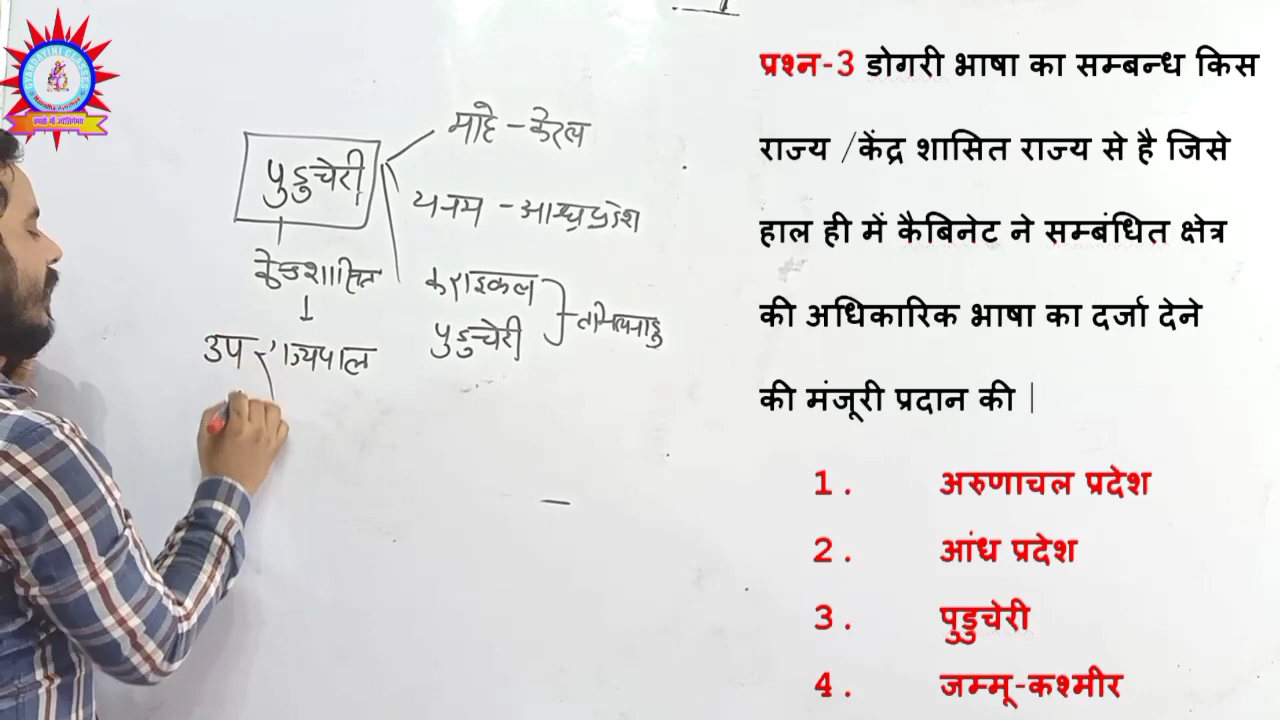 माहे - केरल
पुडुचेरी
यनम - आन्ध्रप्रदेश
केन्द्रशासित
कराइकल
पुडुचेरी
तमिलनाडु
उप राज्यपाल
प्रश्न-3 डोगरी भाषा का सम्बन्ध किस
राज्य /केंद्र शासित राज्य से है जिसे
हाल ही में कैबिनेट ने सम्बंधित क्षेत्र
की अधिकारिक भाषा का दर्जा देने
की मंजूरी प्रदान की |
1. अरुणाचल प्रदेश
2. आंध प्रदेश
3. पुडुचेरी
4. जम्मू-कश्मीर